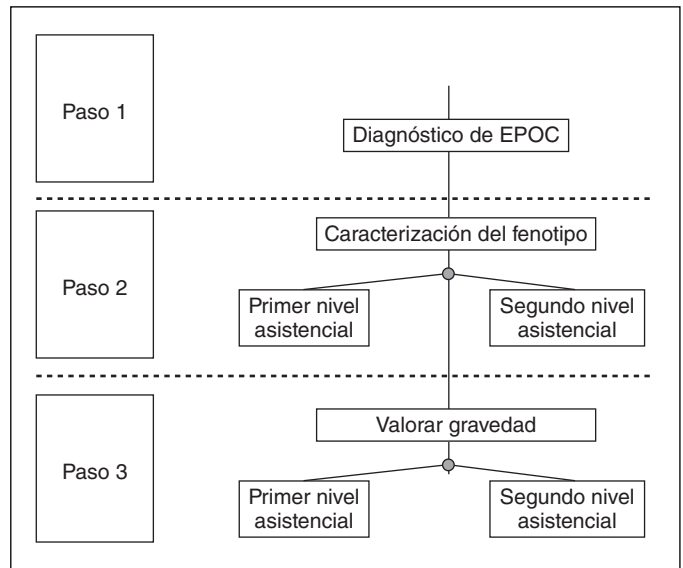 Paso 1
Diagnóstico de EPOC
Caracterización del fenotipo
Paso 2
Primer nivel
asistencial
Segundo nivel
asistencial
Valorar gravedad
Paso 3
Primer nivel
asistencial
Segundo nivel
asistencial